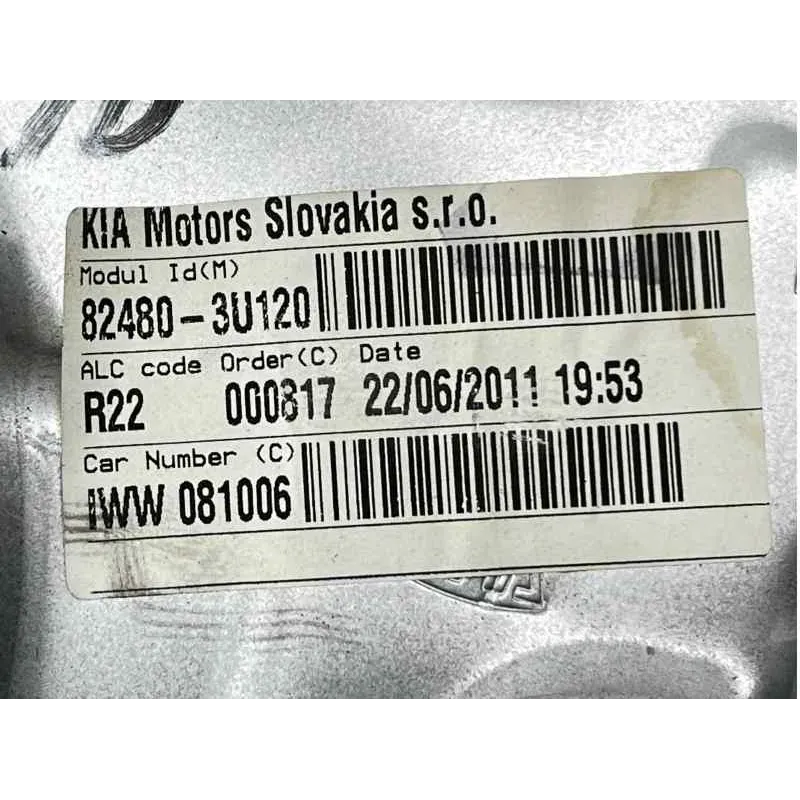 KIA Motors Slovakia s.r.o.
Modul Id(M)
82480-3U120
ALC code Order(C) Date
R22 000817 22/06/2011 19:53
Car Number (C)
IWW 081006